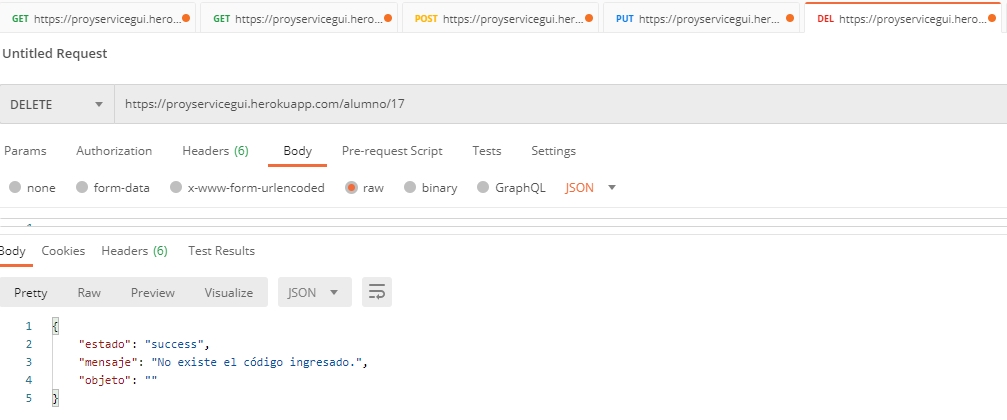 GET https://proyservicegui.hero... GET https://proyservicegui.hero... POST https://proyservicegui.hero... PUT https://proyservicegui.her... DEL https://proyservicegui.hero...
Untitled Request
DELETE https://proyservicegui.herokuapp.com/alumno/17
Params Authorization Headers (6) Body Pre-request Script Tests Settings
none form-data x-www-form-urlencoded raw binary GraphQL JSON
Body Cookies Headers (6) Test Results
Pretty Raw Preview Visualize JSON
1 {
2 "estado": "success",
3 "mensaje": "No existe el código ingresado.",
4 "objeto": ""
5 }